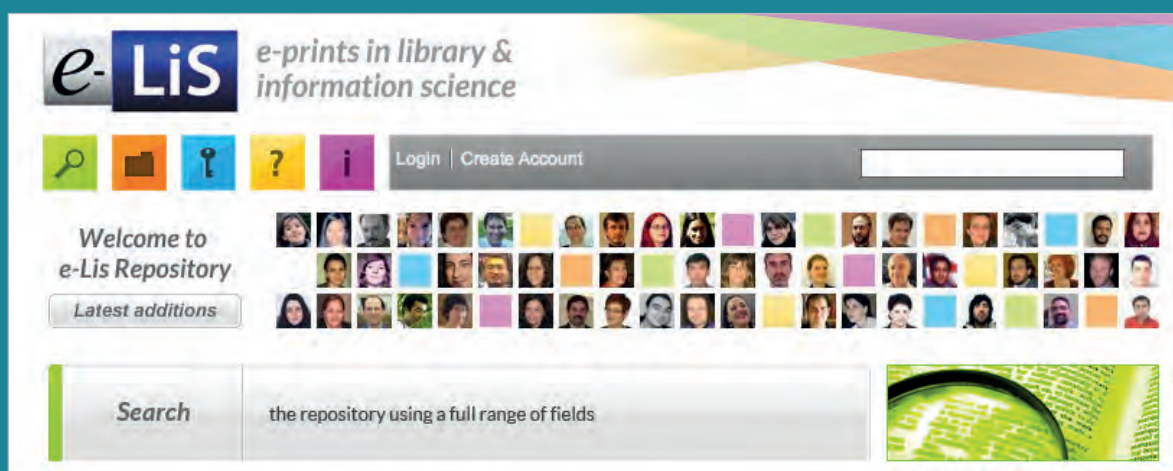 e-LiS
e-prints in library &
information science
?
i
Login | Create Account
Welcome to
e-Lis Repository
Latest additions
Search
the repository using a full range of fields